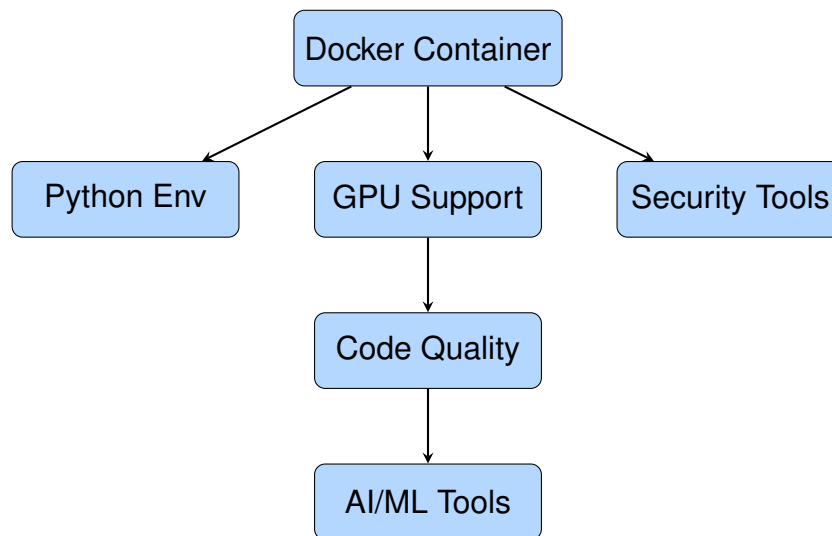 Docker Container
Python Env
GPU Support
Security Tools
Code Quality
AI/ML Tools